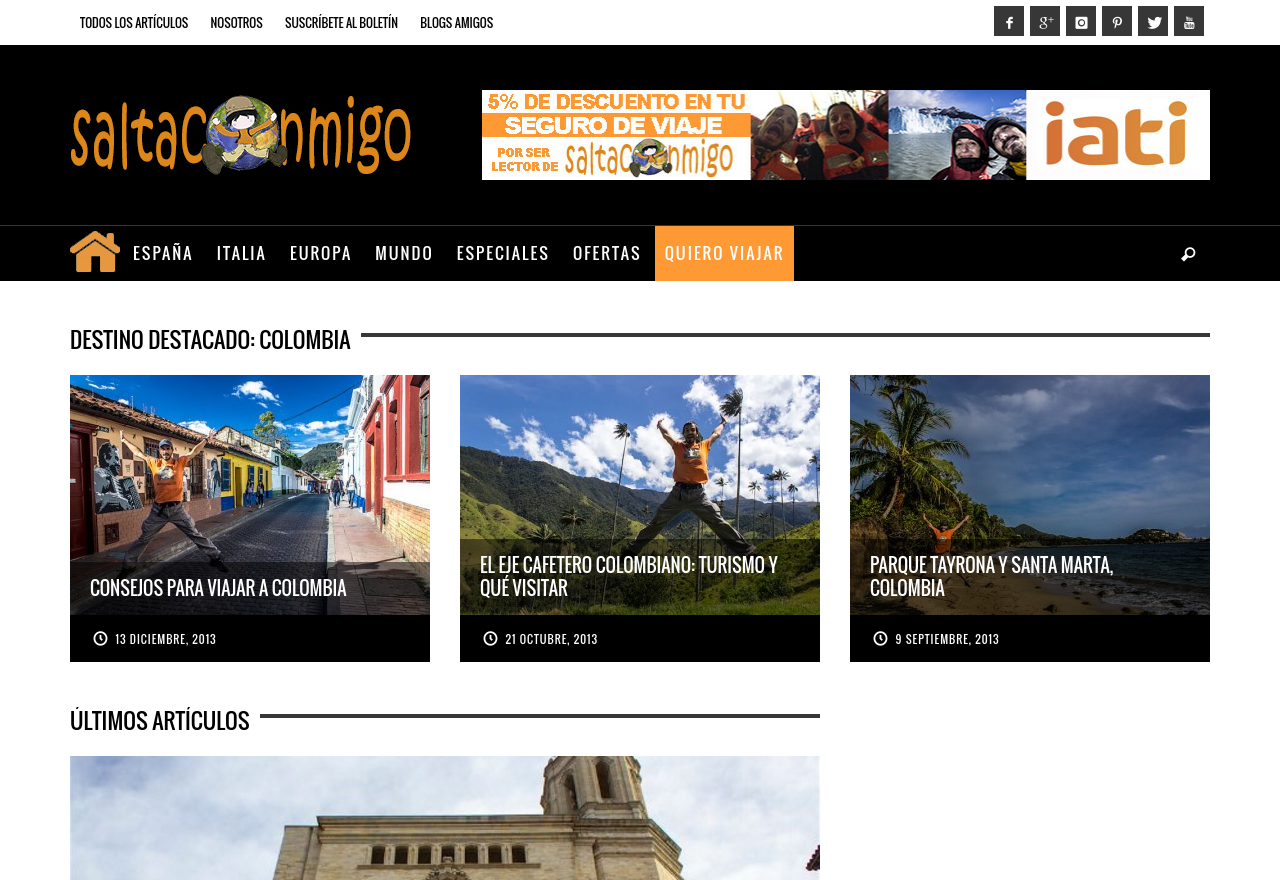 TODOS LOS ARTÍCULOS NOSOTROS SUSCRÍBETE AL BOLETÍN BLOGS AMIGOS
saltaconmigo
5% DE DESCUENTO EN TU
SEGURO DE VIAJE
POR SER
LECTOR DE saltaconmigo
iati
ESPAÑA ITALIA EUROPA MUNDO ESPECIALES OFERTAS QUIERO VIAJAR
DESTINO DESTACADO: COLOMBIA
CONSEJOS PARA VIAJAR A COLOMBIA
13 DICIEMBRE, 2013
EL EJE CAFETERO COLOMBIANO: TURISMO Y
QUÉ VISITAR
21 OCTUBRE, 2013
PARQUE TAYRONA Y SANTA MARTA,
COLOMBIA
9 SEPTIEMBRE, 2013
ÚLTIMOS ARTÍCULOS